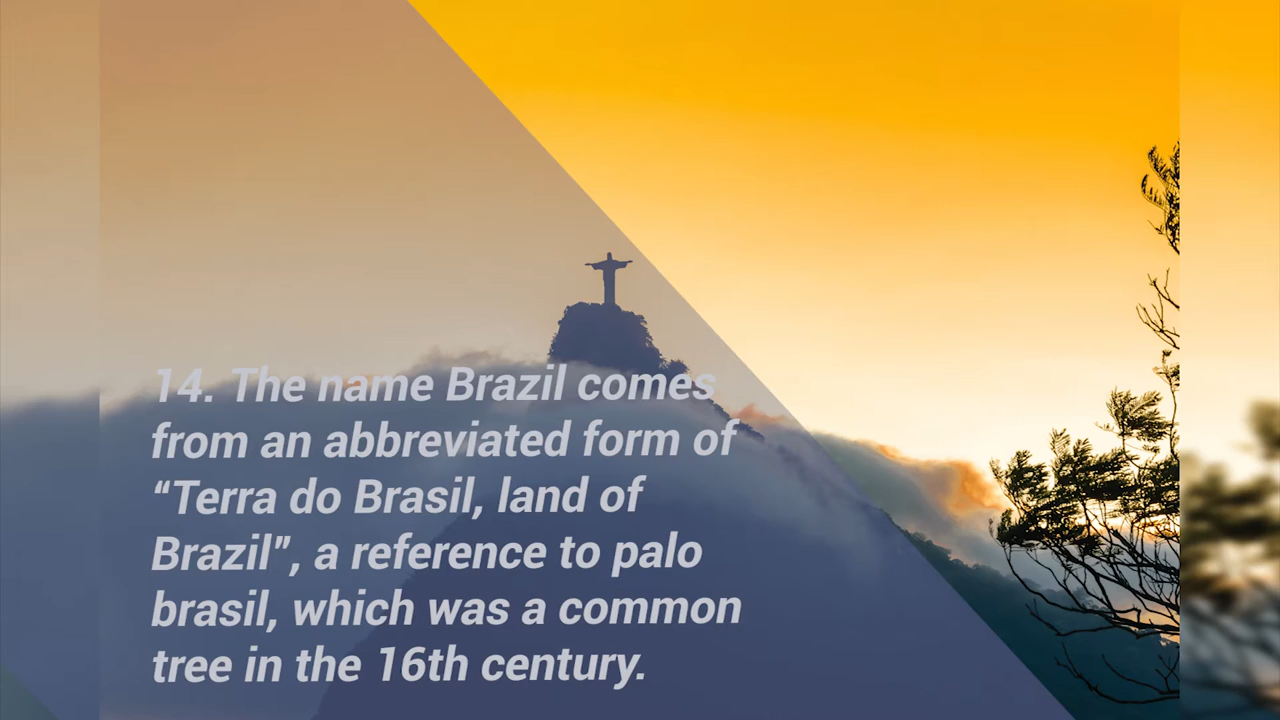 14. The name Brazil comes
from an abbreviated form of
“Terra do Brasil, land of
Brazil”, a reference to palo
brasil, which was a common
tree in the 16th century.